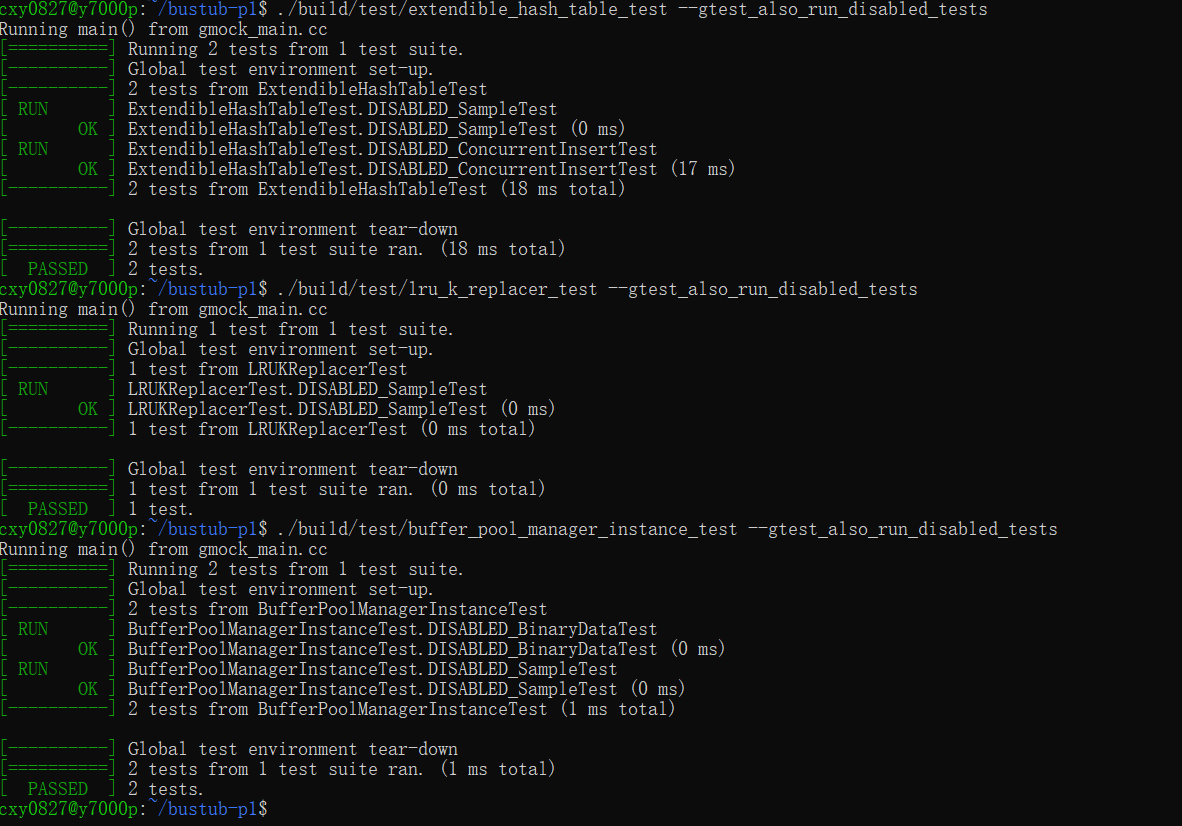 cxy0827@y7000p:~/bustub-p1$ ./build/test/extendible_hash_table_test --gtest_also_run_disabled_tests
Running main() from gmock_main.cc
[==========] Running 2 tests from 1 test suite.
[----------] Global test environment set-up.
[----------] 2 tests from ExtendibleHashTableTest
[ RUN      ] ExtendibleHashTableTest.DISABLED_SampleTest
[       OK ] ExtendibleHashTableTest.DISABLED_SampleTest (0 ms)
[ RUN      ] ExtendibleHashTableTest.DISABLED_ConcurrentInsertTest
[       OK ] ExtendibleHashTableTest.DISABLED_ConcurrentInsertTest (17 ms)
[----------] 2 tests from ExtendibleHashTableTest (18 ms total)
[----------] Global test environment tear-down
[==========] 2 tests from 1 test suite ran. (18 ms total)
[  PASSED  ] 2 tests.
cxy0827@y7000p:~/bustub-p1$ ./build/test/lru_k_replacer_test --gtest_also_run_disabled_tests
Running main() from gmock_main.cc
[==========] Running 1 test from 1 test suite.
[----------] Global test environment set-up.
[----------] 1 test from LRUKReplacerTest
[ RUN      ] LRUKReplacerTest.DISABLED_SampleTest
[       OK ] LRUKReplacerTest.DISABLED_SampleTest (0 ms)
[----------] 1 test from LRUKReplacerTest (0 ms total)
[----------] Global test environment tear-down
[==========] 1 test from 1 test suite ran. (0 ms total)
[  PASSED  ] 1 test.
cxy0827@y7000p:~/bustub-p1$ ./build/test/buffer_pool_manager_instance_test --gtest_also_run_disabled_tests
Running main() from gmock_main.cc
[==========] Running 2 tests from 1 test suite.
[----------] Global test environment set-up.
[----------] 2 tests from BufferPoolManagerInstanceTest
[ RUN      ] BufferPoolManagerInstanceTest.DISABLED_BinaryDataTest
[       OK ] BufferPoolManagerInstanceTest.DISABLED_BinaryDataTest (0 ms)
[ RUN      ] BufferPoolManagerInstanceTest.DISABLED_SampleTest
[       OK ] BufferPoolManagerInstanceTest.DISABLED_SampleTest (0 ms)
[----------] 2 tests from BufferPoolManagerInstanceTest (1 ms total)
[----------] Global test environment tear-down
[==========] 2 tests from 1 test suite ran. (1 ms total)
[  PASSED  ] 2 tests.
cxy0827@y7000p:~/bustub-p1$